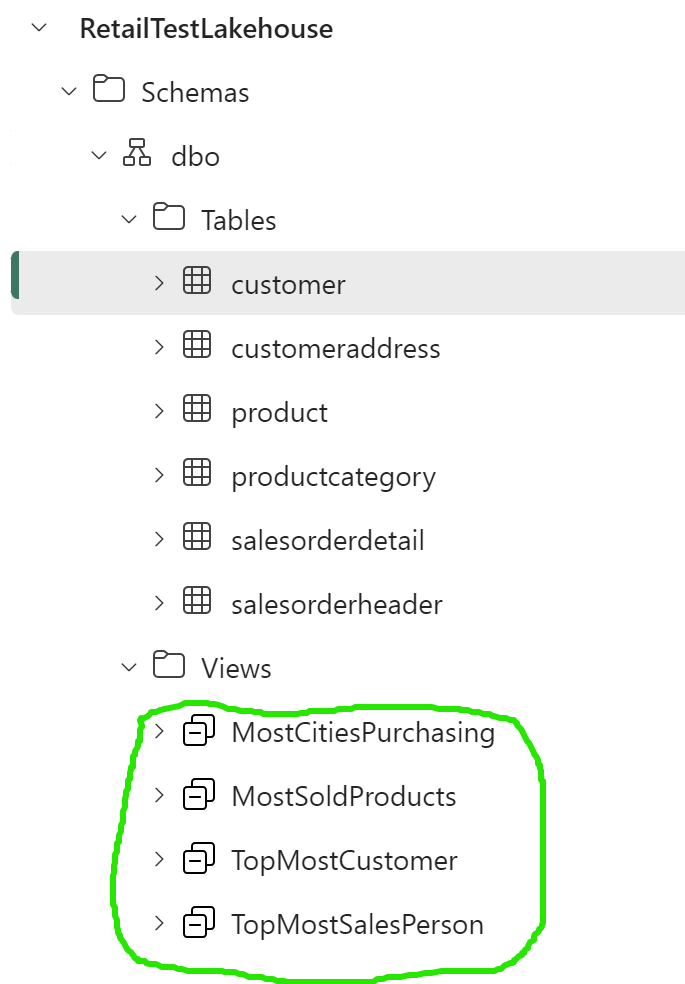 RetailTestLakehouse
Schemas
dbo
Tables
customer
customeraddress
product
productcategory
salesorderdetail
salesorderheader
Views
MostCitiesPurchasing
MostSoldProducts
TopMostCustomer
TopMostSalesPerson